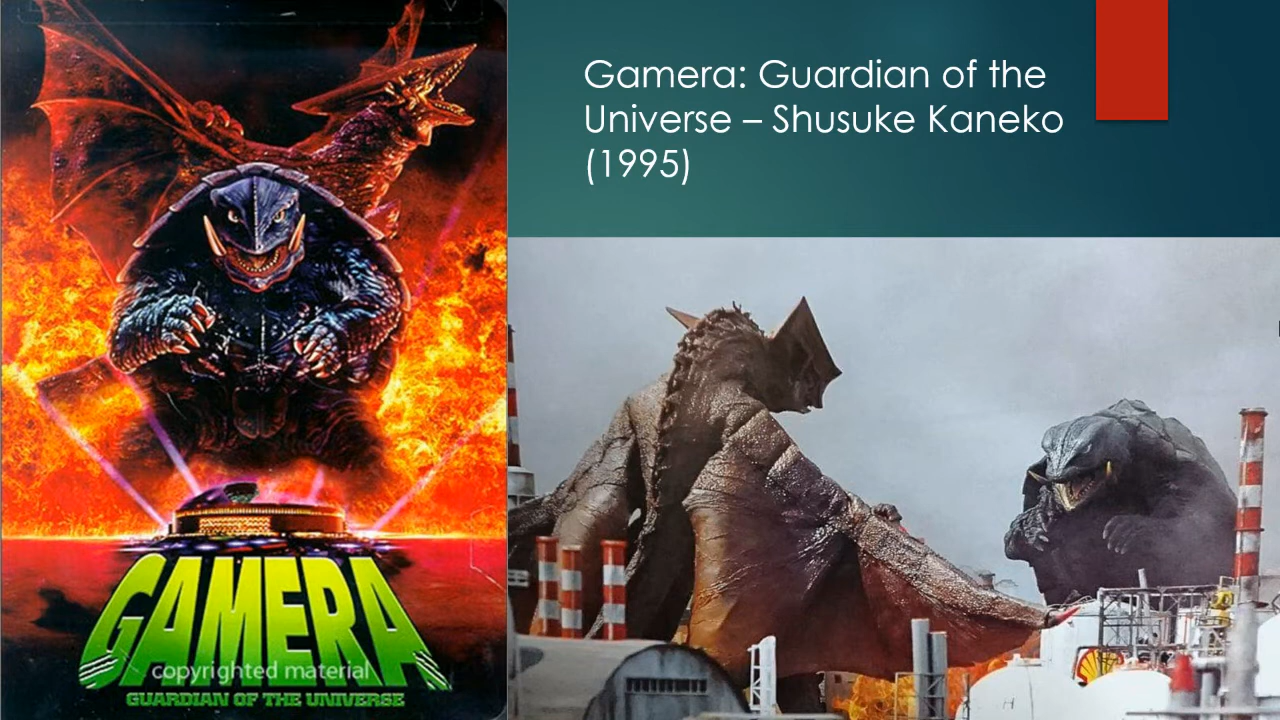 Gamera: Guardian of the
Universe – Shusuke Kaneko
(1995)
GAMERA
copyrighted material
GUARDIAN OF THE UNIVERSE